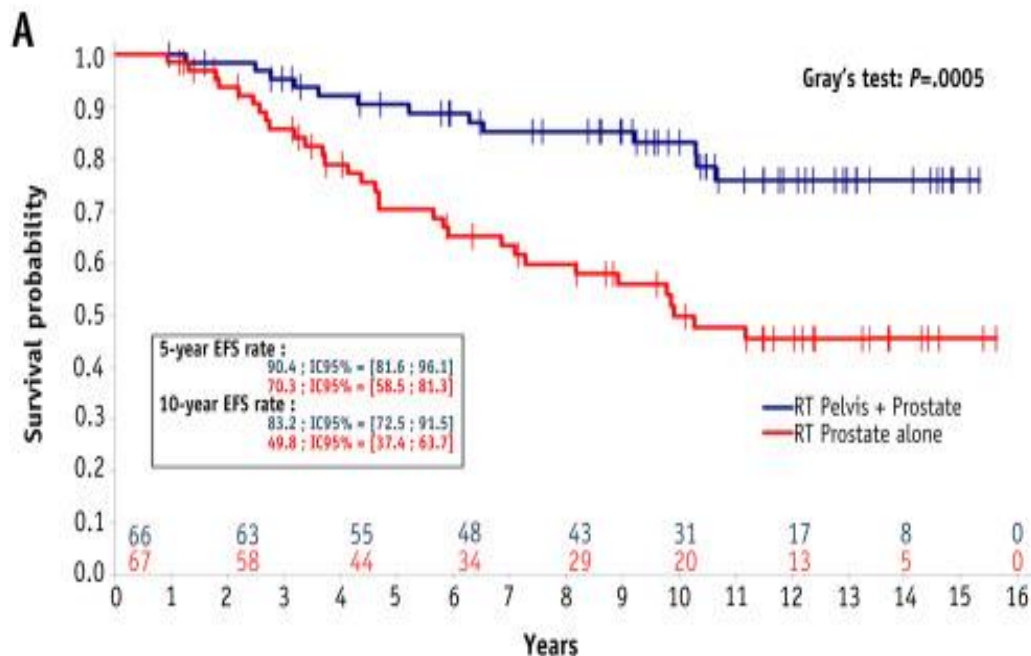 A
Gray's test: P=.0005
Survival probability
1.0
0.9
0.8
0.7
0.6
0.5
0.4
0.3
0.2
0.1
0.0
5-year EFS rate :
90.4 ; IC95% = [81.6 ; 96.1]
70.3 ; IC95% = [58.5 ; 81.3]
10-year EFS rate :
83.2 ; IC95% = [72.5 ; 91.5]
49.8 ; IC95% = [37.4 ; 63.7]
RT Pelvis + Prostate
RT Prostate alone
66 63 55 48 43 31 17 8 0
67 58 44 34 29 20 13 5 0
0 1 2 3 4 5 6 7 8 9 10 11 12 13 14 15 16
Years